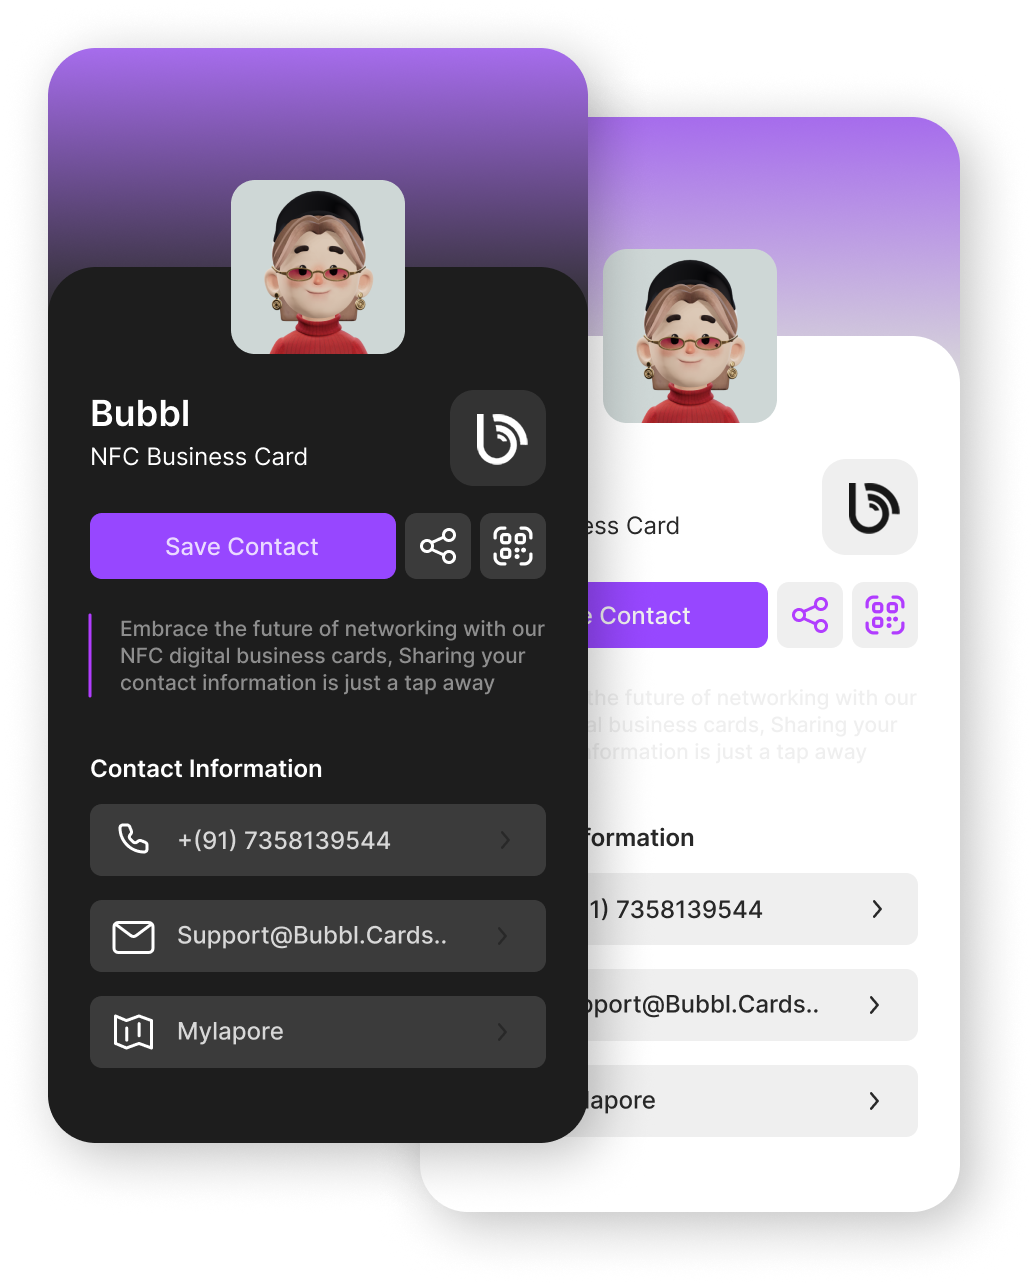 Bubbl
NFC Business Card
Save Contact
Embrace the future of networking with our
NFC digital business cards, Sharing your
contact information is just a tap away
Contact Information
+(91) 7358139544
Support@Bubbl.Cards..
Mylapore
ess Card
e Contact
the future of networking with our
al business cards, Sharing your
nformation is just a tap away
formation
1) 7358139544
pport@Bubbl.Cards..
lapore